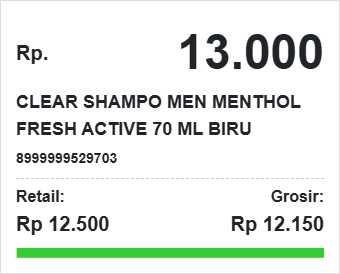 Rp. 13.000
CLEAR SHAMPO MEN MENTHOL
FRESH ACTIVE 70 ML BIRU
8999999529703
Retail: Grosir:
Rp 12.500 Rp 12.150